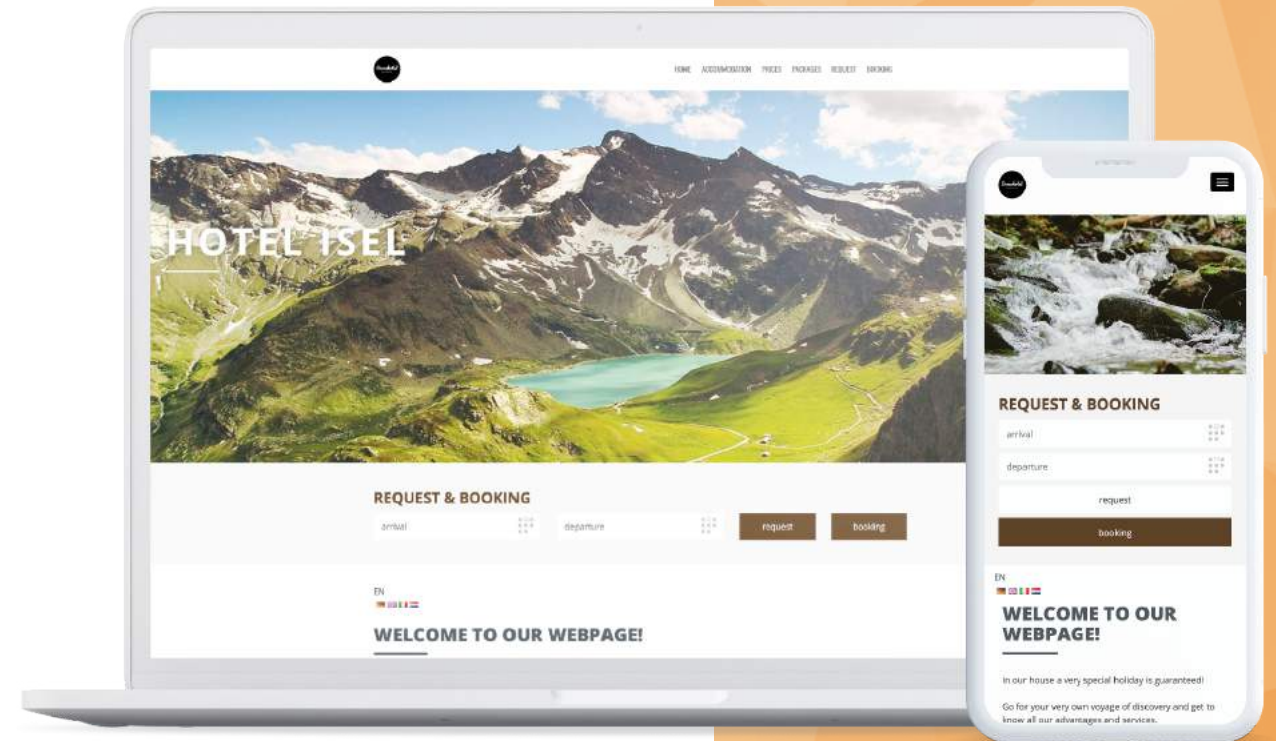 HOME ACCOMMODATION PRICES PACKAGES REQUEST BOOKING
HOTEL ISEL
REQUEST & BOOKING
arrival
departure
request
booking
EN
WELCOME TO OUR WEBPAGE!
REQUEST & BOOKING
arrival
departure
request
booking
EN
WELCOME TO OUR
WEBPAGE!
In our house a very special holiday is guaranteed!
Go for your very own voyage of discovery and get to
know all our advantages and services.